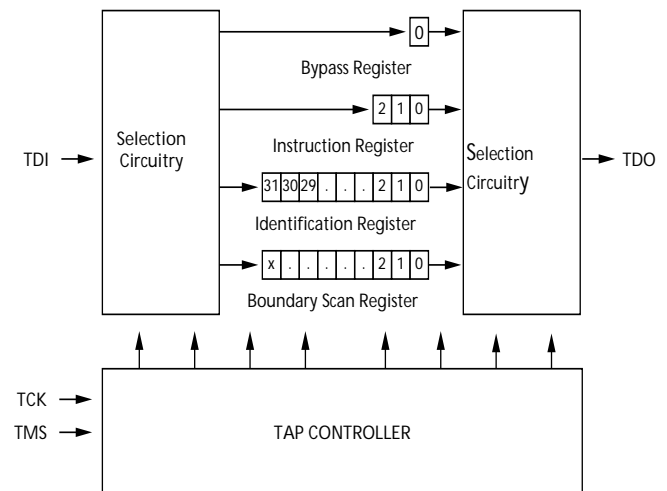 0
Bypass Register
2 1 0
Selection
Circuitry
Instruction Register
Selection
Circuitry
TDI
TDO
31 30 29 . . . 2 1 0
Identification Register
x . . . . . 2 1 0
Boundary Scan Register
TCK
TMS
TAP CONTROLLER